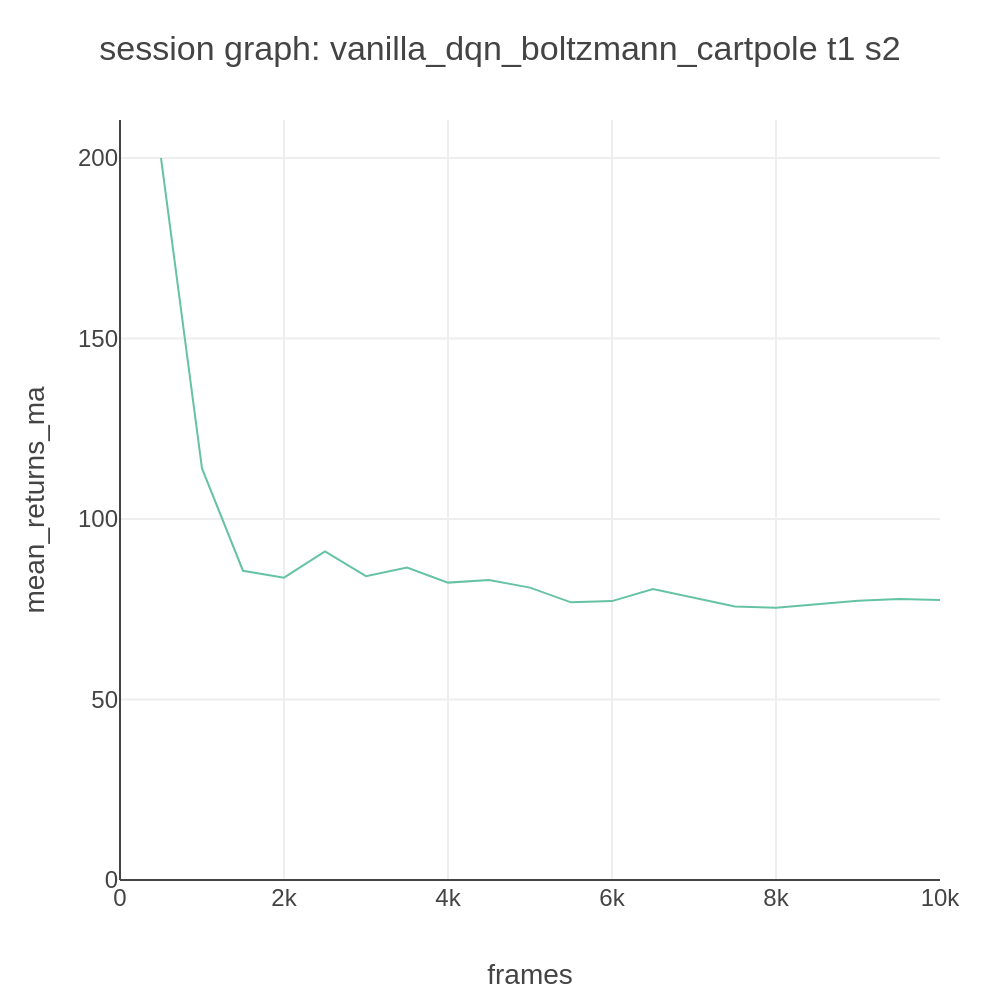 session graph: vanilla_dqn_boltzmann_cartpole t1 s2
mean_returns_ma
200
150
100
50
0
0 2k 4k 6k 8k 10k
frames